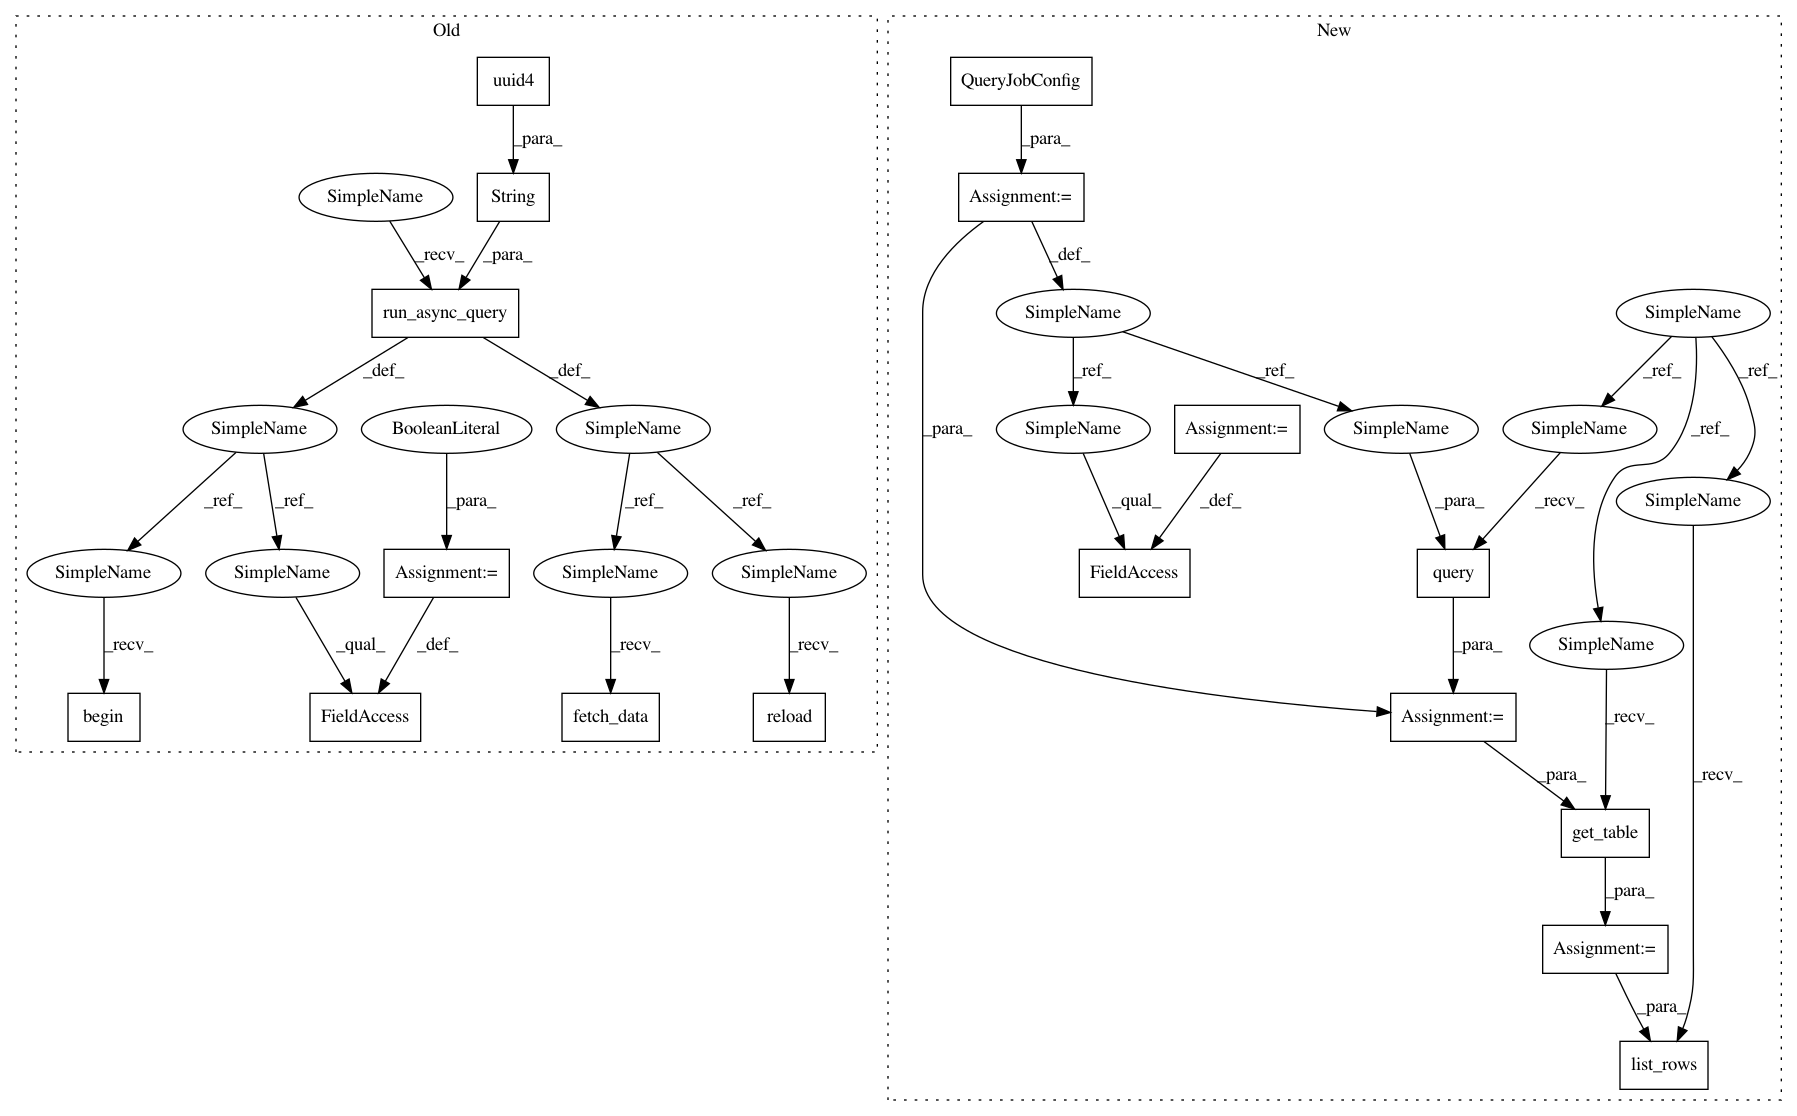 Old
New
uuid4
QueryJobConfig
_para_
_para_
SimpleName
String
Assignment:=
_recv_
_para_
_def_
run_async_query
SimpleName
SimpleName
_def_
_def_
_para_
_ref_
_ref_
_ref_
_ref_
_ref_
SimpleName
BooleanLiteral
SimpleName
SimpleName
Assignment:=
SimpleName
SimpleName
_ref_
_ref_
_para_
_ref_
_ref_
_qual_
_def_
_para_
_recv_
SimpleName
SimpleName
SimpleName
Assignment:=
SimpleName
SimpleName
FieldAccess
query
_recv_
_qual_
_def_
_recv_
_recv_
_para_
SimpleName
begin
FieldAccess
fetch_data
reload
Assignment:=
_recv_
_para_
_recv_
get_table
_para_
Assignment:=
_para_
list_rows